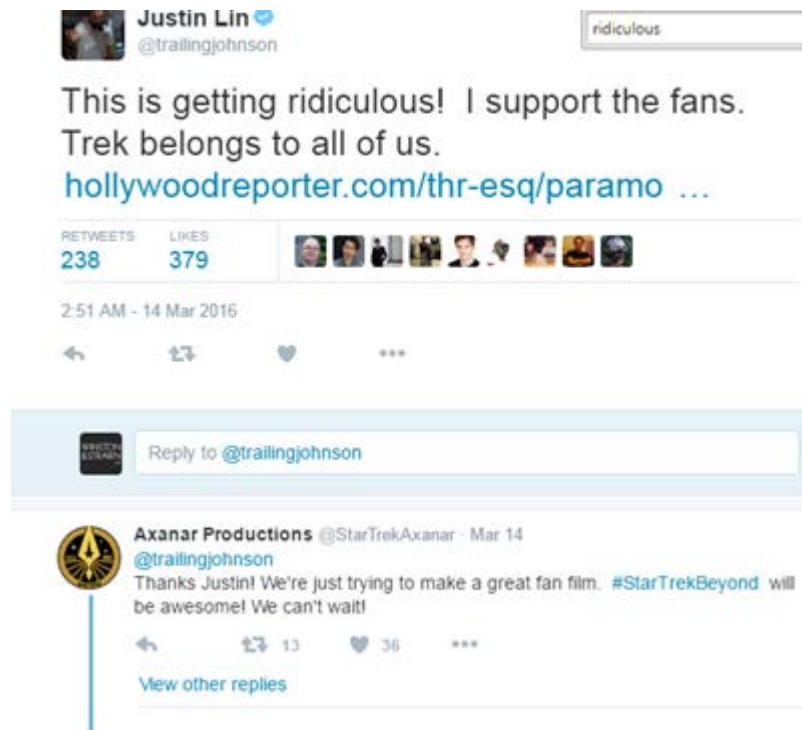 Justin Lin
@trailingjohnson
ridiculous
This is getting ridiculous! I support the fans.
Trek belongs to all of us.
hollywoodreporter.com/thr-esq/paramo …
RETWEETS LIKES
238 379
2:51 AM - 14 Mar 2016
Reply to @trailingjohnson
Axanar Productions @StarTrekAxanar · Mar 14
@trailingjohnson
Thanks Justin! We're just trying to make a great fan film. #StarTrekBeyond will
be awesome! We can't wait!
13 36
View other replies